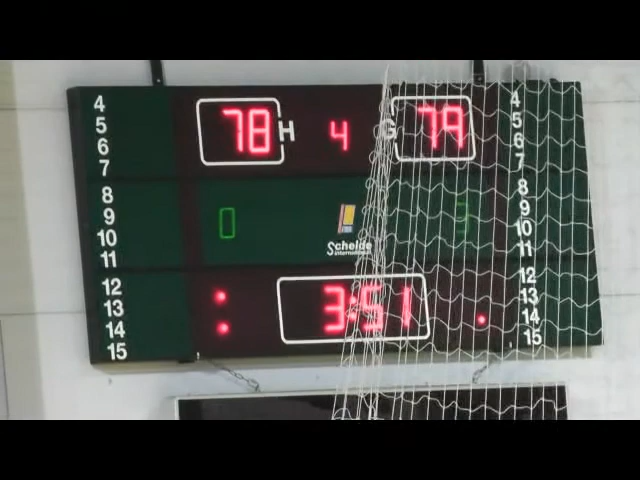 4 78 H 4 G 79 4
5 5
6 6
7 7
8 8
9 0 9
10 10
11 Schelde 11
international
12 12
13 3:51 13
14 14
15 15